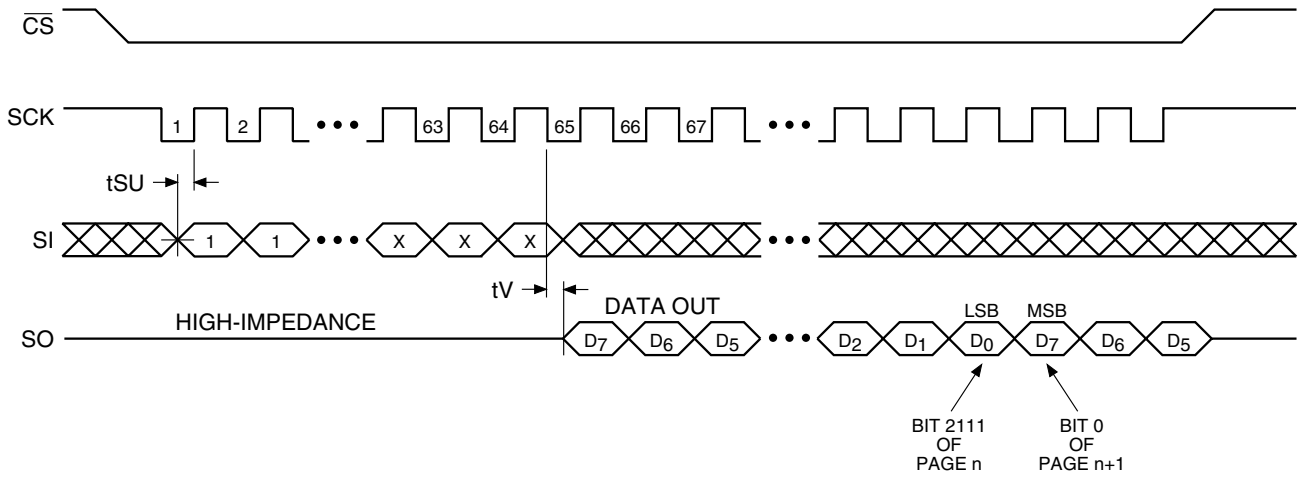 CS
SCK
1 2 • • • 63 64 65 66 67 • • •
tSU
SI
1 1 • • • X X X • • •
tV
DATA OUT
HIGH-IMPEDANCE
LSB MSB
SO
D7 D6 D5 • • • D2 D1 D0 D7 D6 D5
BIT 2111
OF
PAGE n
BIT 0
OF
PAGE n+1